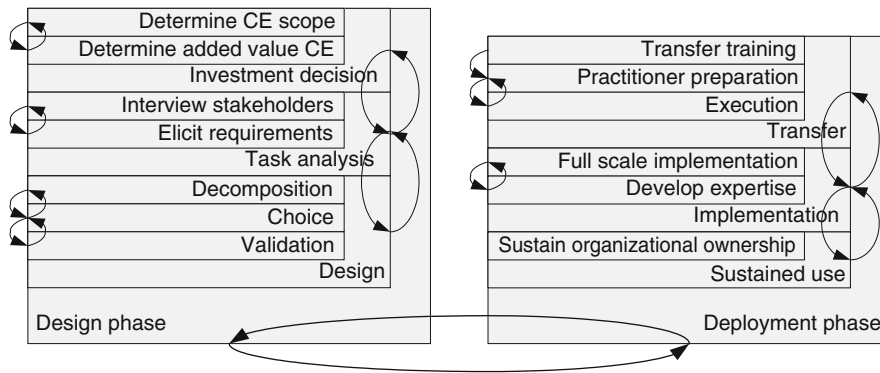 Determine CE scope
Determine added value CE
Investment decision
Interview stakeholders
Elicit requirements
Task analysis
Decomposition
Choice
Validation
Design
Design phase
Transfer training
Practitioner preparation
Execution
Transfer
Full scale implementation
Develop expertise
Implementation
Sustain organizational ownership
Sustained use
Deployment phase